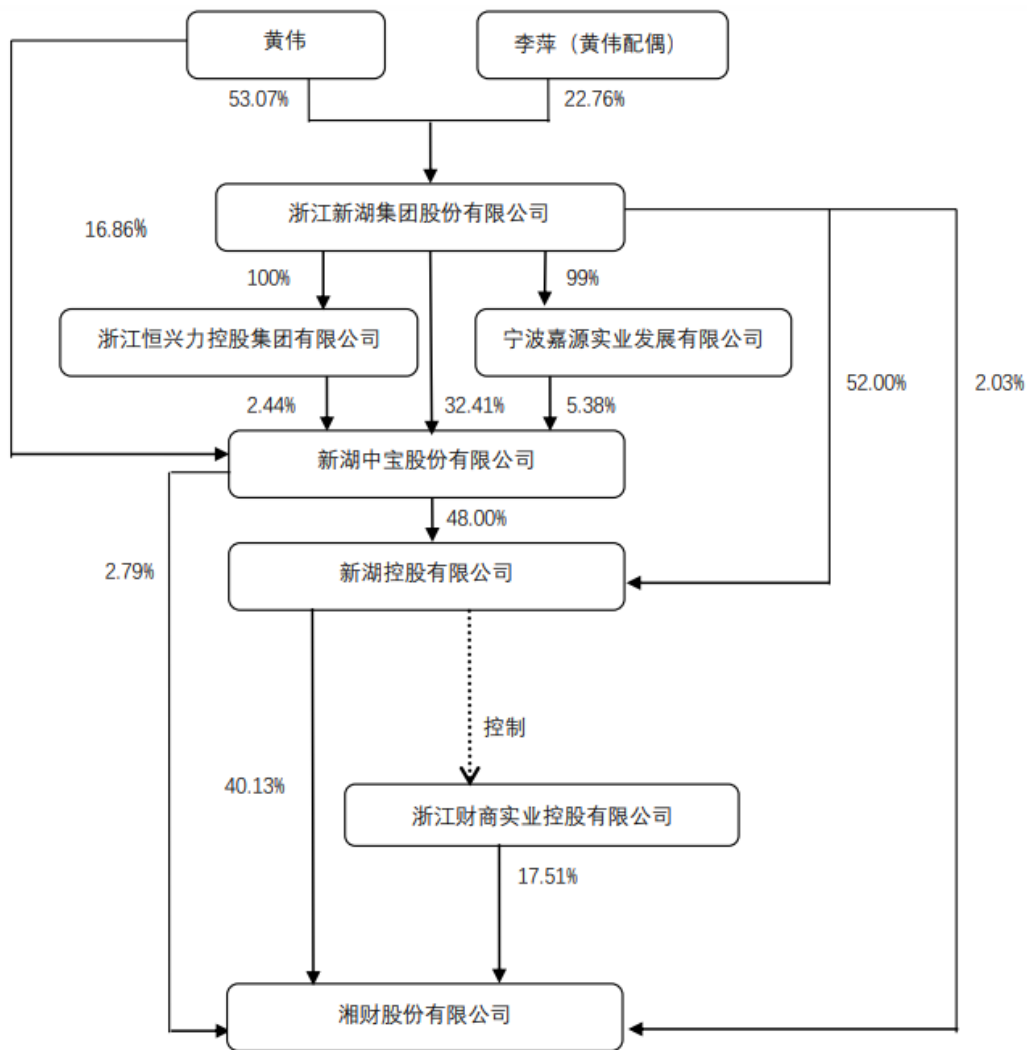 黄伟
李萍（黄伟配偶）
53.07%
22.76%
浙江新湖集团股份有限公司
16.86%
100%
99%
浙江恒兴力控股集团有限公司
宁波嘉源实业发展有限公司
52.00%
2.03%
2.44%
32.41%
5.38%
新湖中宝股份有限公司
48.00%
2.79%
新湖控股有限公司
控制
40.13%
浙江财商实业控股有限公司
17.51%
湘财股份有限公司